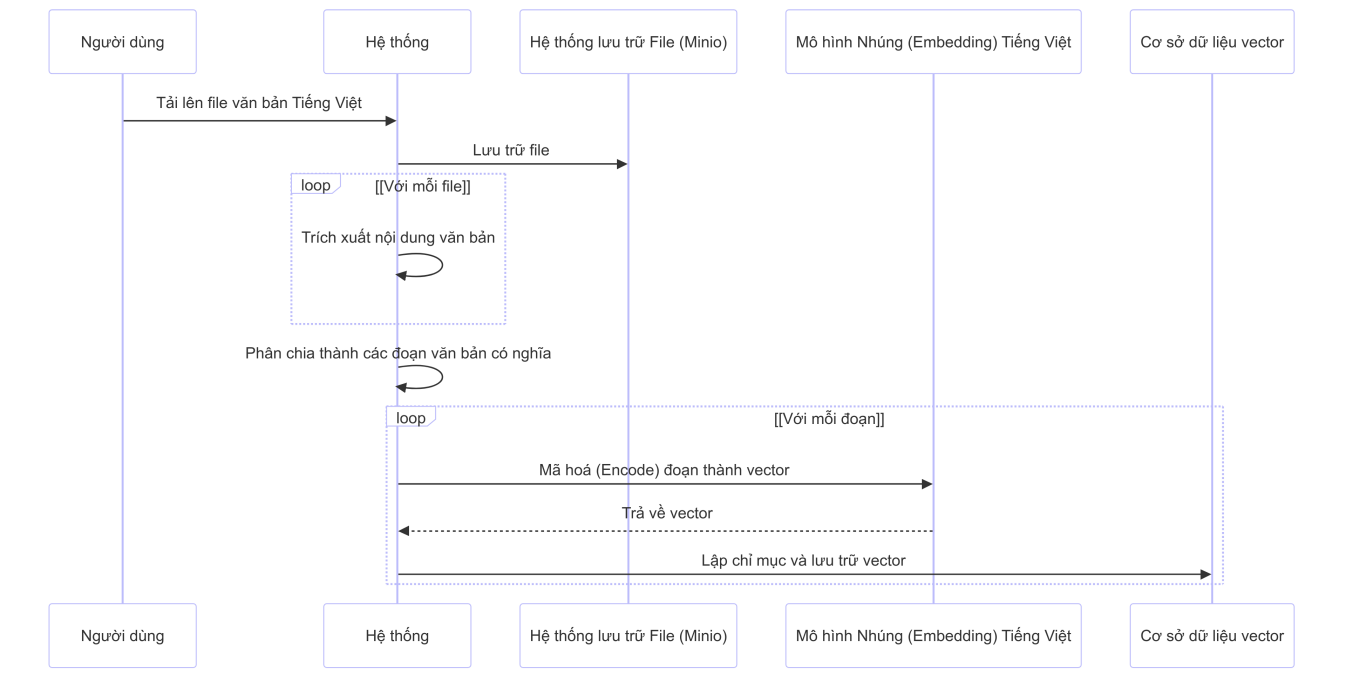 Người dùng
Hệ thống
Hệ thống lưu trữ File (Minio)
Mô hình Nhúng (Embedding) Tiếng Việt
Cơ sở dữ liệu vector
Tải lên file văn bản Tiếng Việt
Lưu trữ file
loop
[[Với mỗi file]]
Trích xuất nội dung văn bản
Phân chia thành các đoạn văn bản có nghĩa
loop
[[Với mỗi đoạn]]
Mã hoá (Encode) đoạn thành vector
Trả về vector
Lập chỉ mục và lưu trữ vector
Người dùng
Hệ thống
Hệ thống lưu trữ File (Minio)
Mô hình Nhúng (Embedding) Tiếng Việt
Cơ sở dữ liệu vector